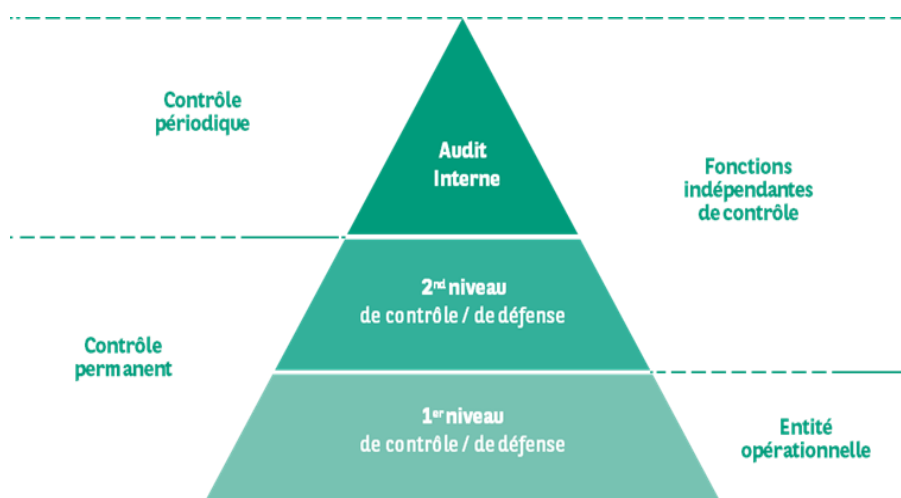 Contrôle
périodique
Audit
Interne
Fonctions
indépendantes
de contrôle
2nd niveau
de contrôle / de défense
Contrôle
permanent
1er niveau
de contrôle / de défense
Entité
opérationnelle